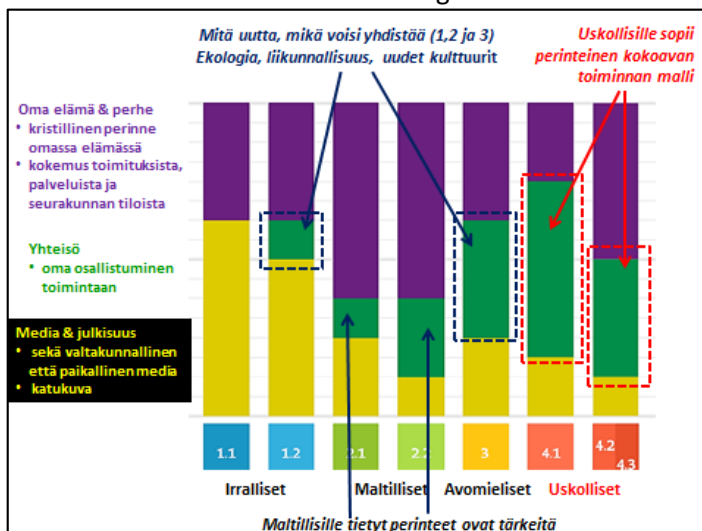 Mitä uutta, mikä voisi yhdistää (1,2 ja 3)
Ekologia, liikunnallisuus, uudet kulttuurit
Uskollisille sopii
perinteinen kokoavan
toiminnan malli
Oma elämä & perhe
• kristillinen perinne
omassa elämässä
• kokemus toimituksista,
palveluista ja
seurakunnan tiloista
Yhteisö
• oma osallistuminen
toimintaan
Media & julkisuus
• sekä valtakunnallinen
että paikallinen media
• katukuva
1.1 1.2 2.1 2.2 3 4.1 4.2 4.3
Irralliset Maltilliset Avomieliset Uskolliset
Maltillisille tietyt perinteet ovat tärkeitä